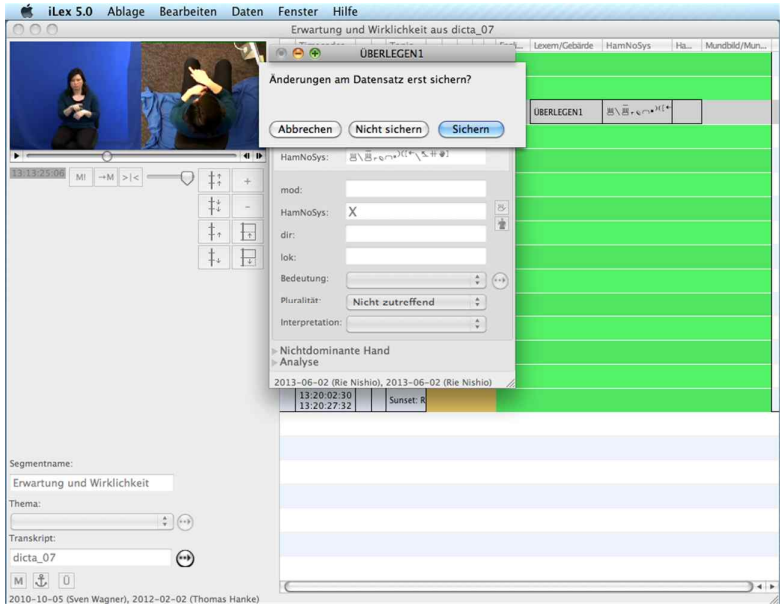 iLex 5.0 Ablage Bearbeiten Daten Fenster Hilfe
Erwartung und Wirklichkeit aus dicta_07
Lexem/Gebärde HamNoSys Ha... Mundbild/Mun...
ÜBERLEGEN1
Änderungen am Datensatz erst sichern?
Abbrechen Nicht sichern Sichern
ÜBERLEGEN1
HamNoSys:
13:13:25:06 M! →M >|< + -
mod:
HamNoSys: X
dir:
lok:
Bedeutung:
Pluralität: Nicht zutreffend
Interpretation:
Nichtdominante Hand
Analyse
2013-06-02 (Rie Nishio), 2013-06-02 (Rie Nishio)
13:20:02:30
13:20:27:32
Sunset: R
Segmentname:
Erwartung und Wirklichkeit
Thema:
Transkript:
dicta_07
M Ü
2010-10-05 (Sven Wagner), 2012-02-02 (Thomas Hanke)